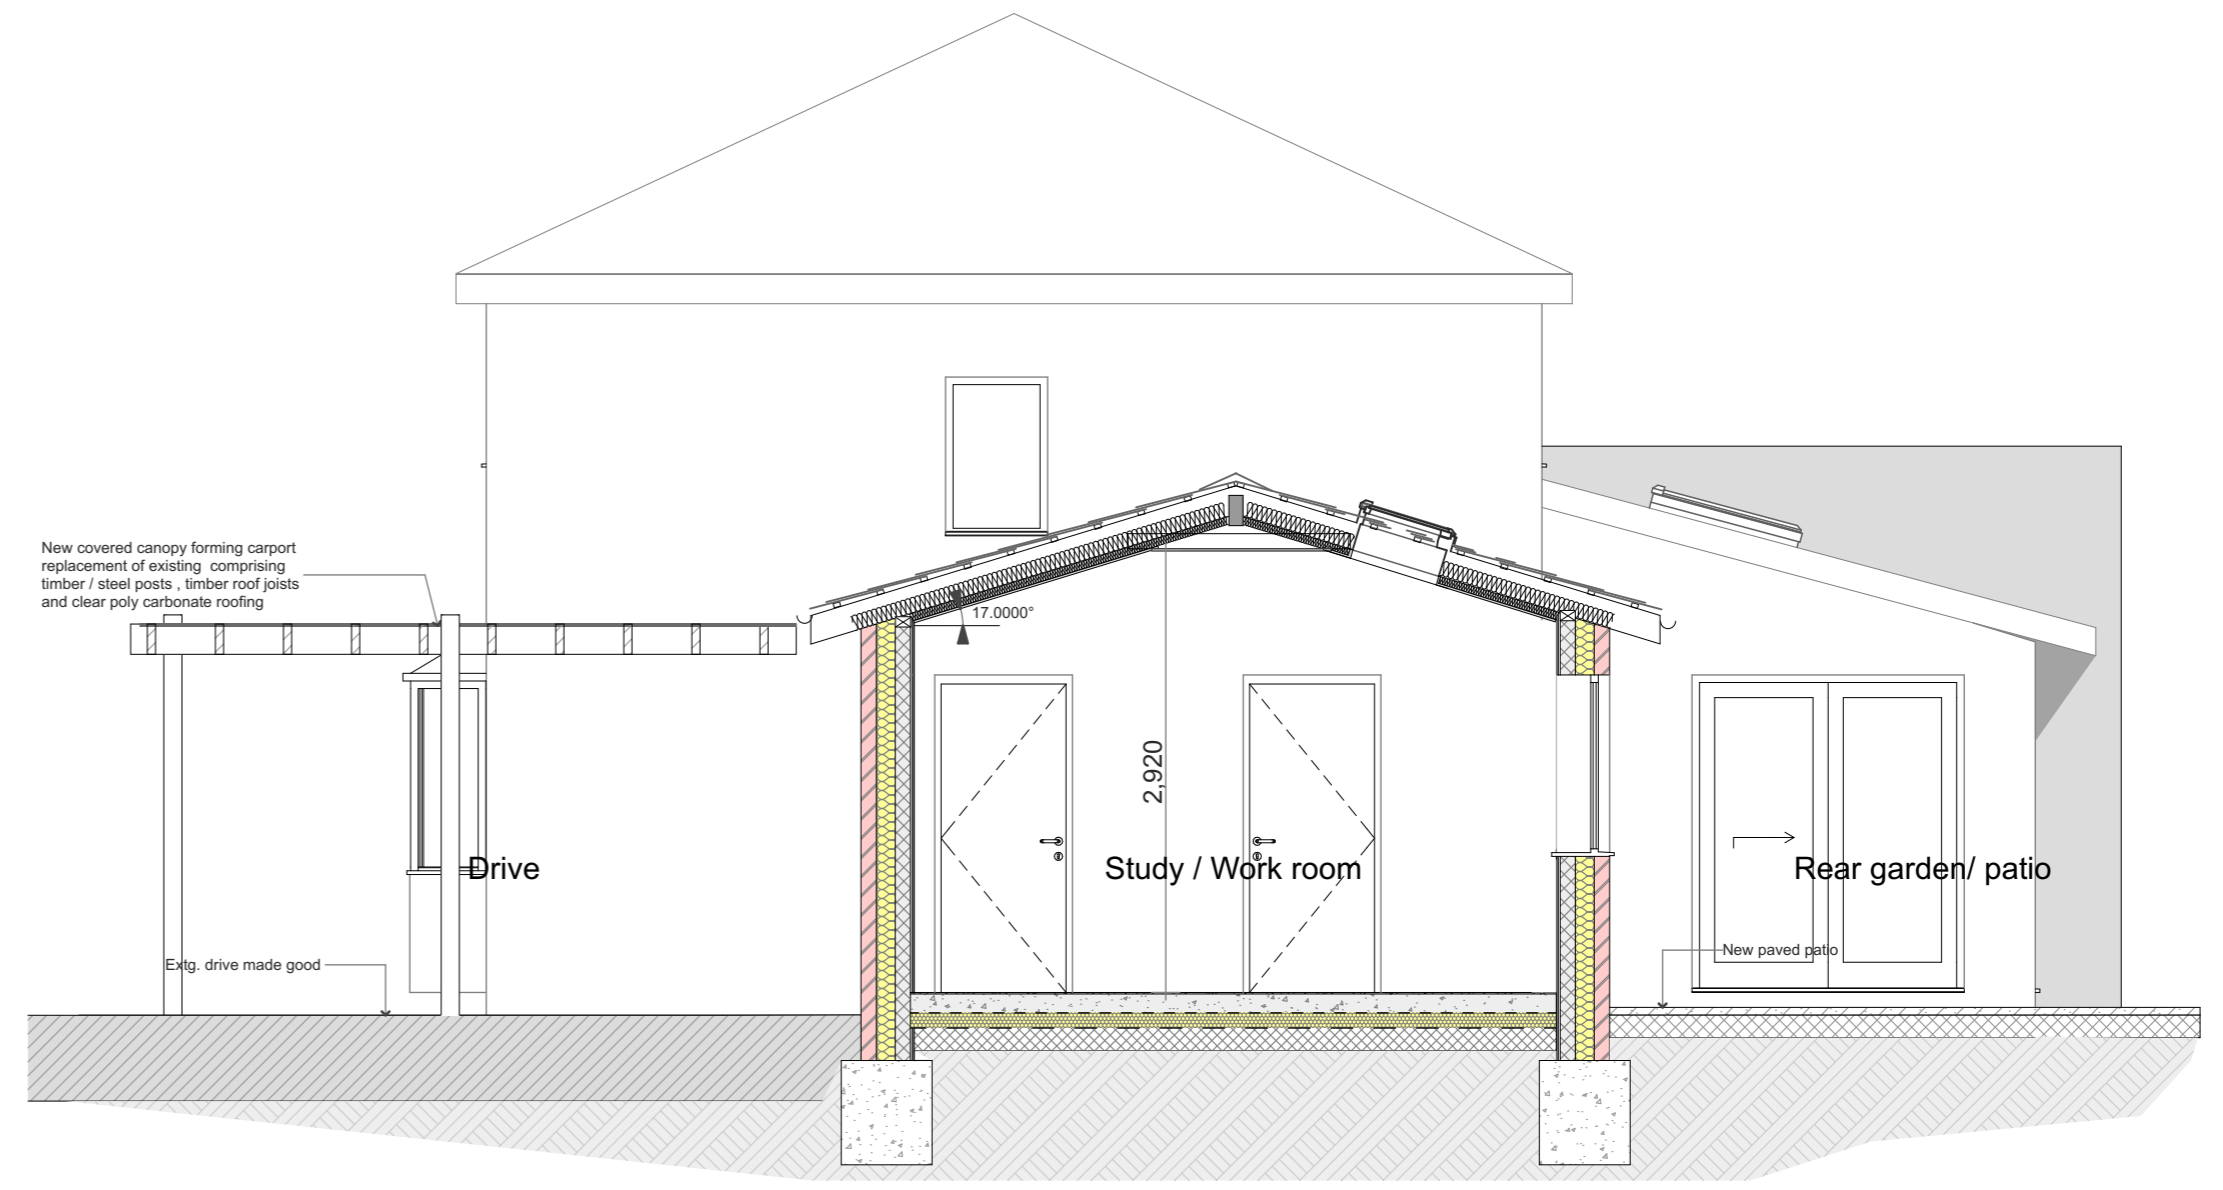 New covered canopy forming carport
replacement of existing comprising
timber / steel posts , timber roof joists
and clear poly carbonate roofing
17.0000°
2,920
Drive
Study / Work room
Rear garden/ patio
Extg. drive made good
New paved patio